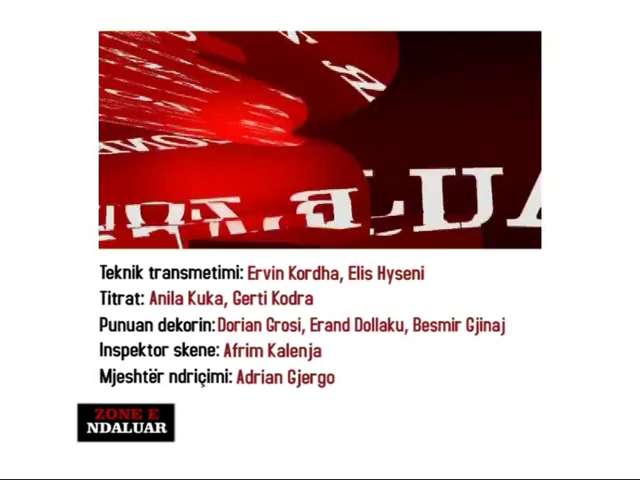 LUA
Teknik transmetimi: Ervin Kordha, Elis Hyseni
Titrat: Anila Kuka, Gerti Kodra
Punuan dekorin: Dorian Grosi, Erand Dollaku, Besmir Gjinaj
Inspektor skene: Afrim Kalenja
Mjeshtër ndriçimi: Adrian Gjergo
ZONE E
NDALUAR